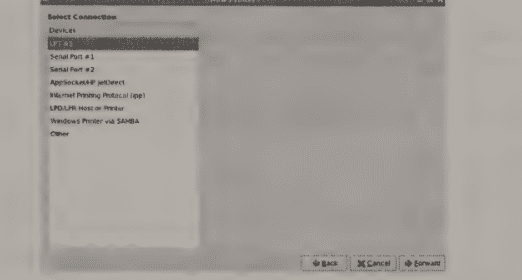 Select Connection
Devices
LPT #1
Serial Port #1
Serial Port #2
AppSocket/HP JetDirect
Internet Printing Protocol (ipp)
LPD/LPR Host or Printer
Windows Printer via SAMBA
Other
Back Cancel Forward